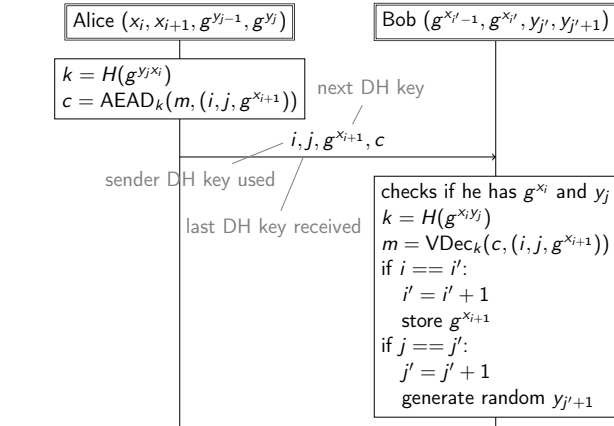 Alice (xᵢ, xᵢ₊₁, g^{y_{j−1}}, g^{y_j})
Bob (g^{x_{i′−1}}, g^{x_{i′}}, y_{j′}, y_{j′+1})
k = H(g^{y_j x_i})
c = AEAD_k(m, (i, j, g^{x_{i+1}}))
next DH key
i, j, g^{x_{i+1}}, c
sender DH key used
last DH key received
checks if he has g^{x_i} and y_j
k = H(g^{x_i y_j})
m = VDec_k(c, (i, j, g^{x_{i+1}}))
if i == i′:
i′ = i′ + 1
store g^{x_{i+1}}
if j == j′:
j′ = j′ + 1
generate random y_{j′+1}